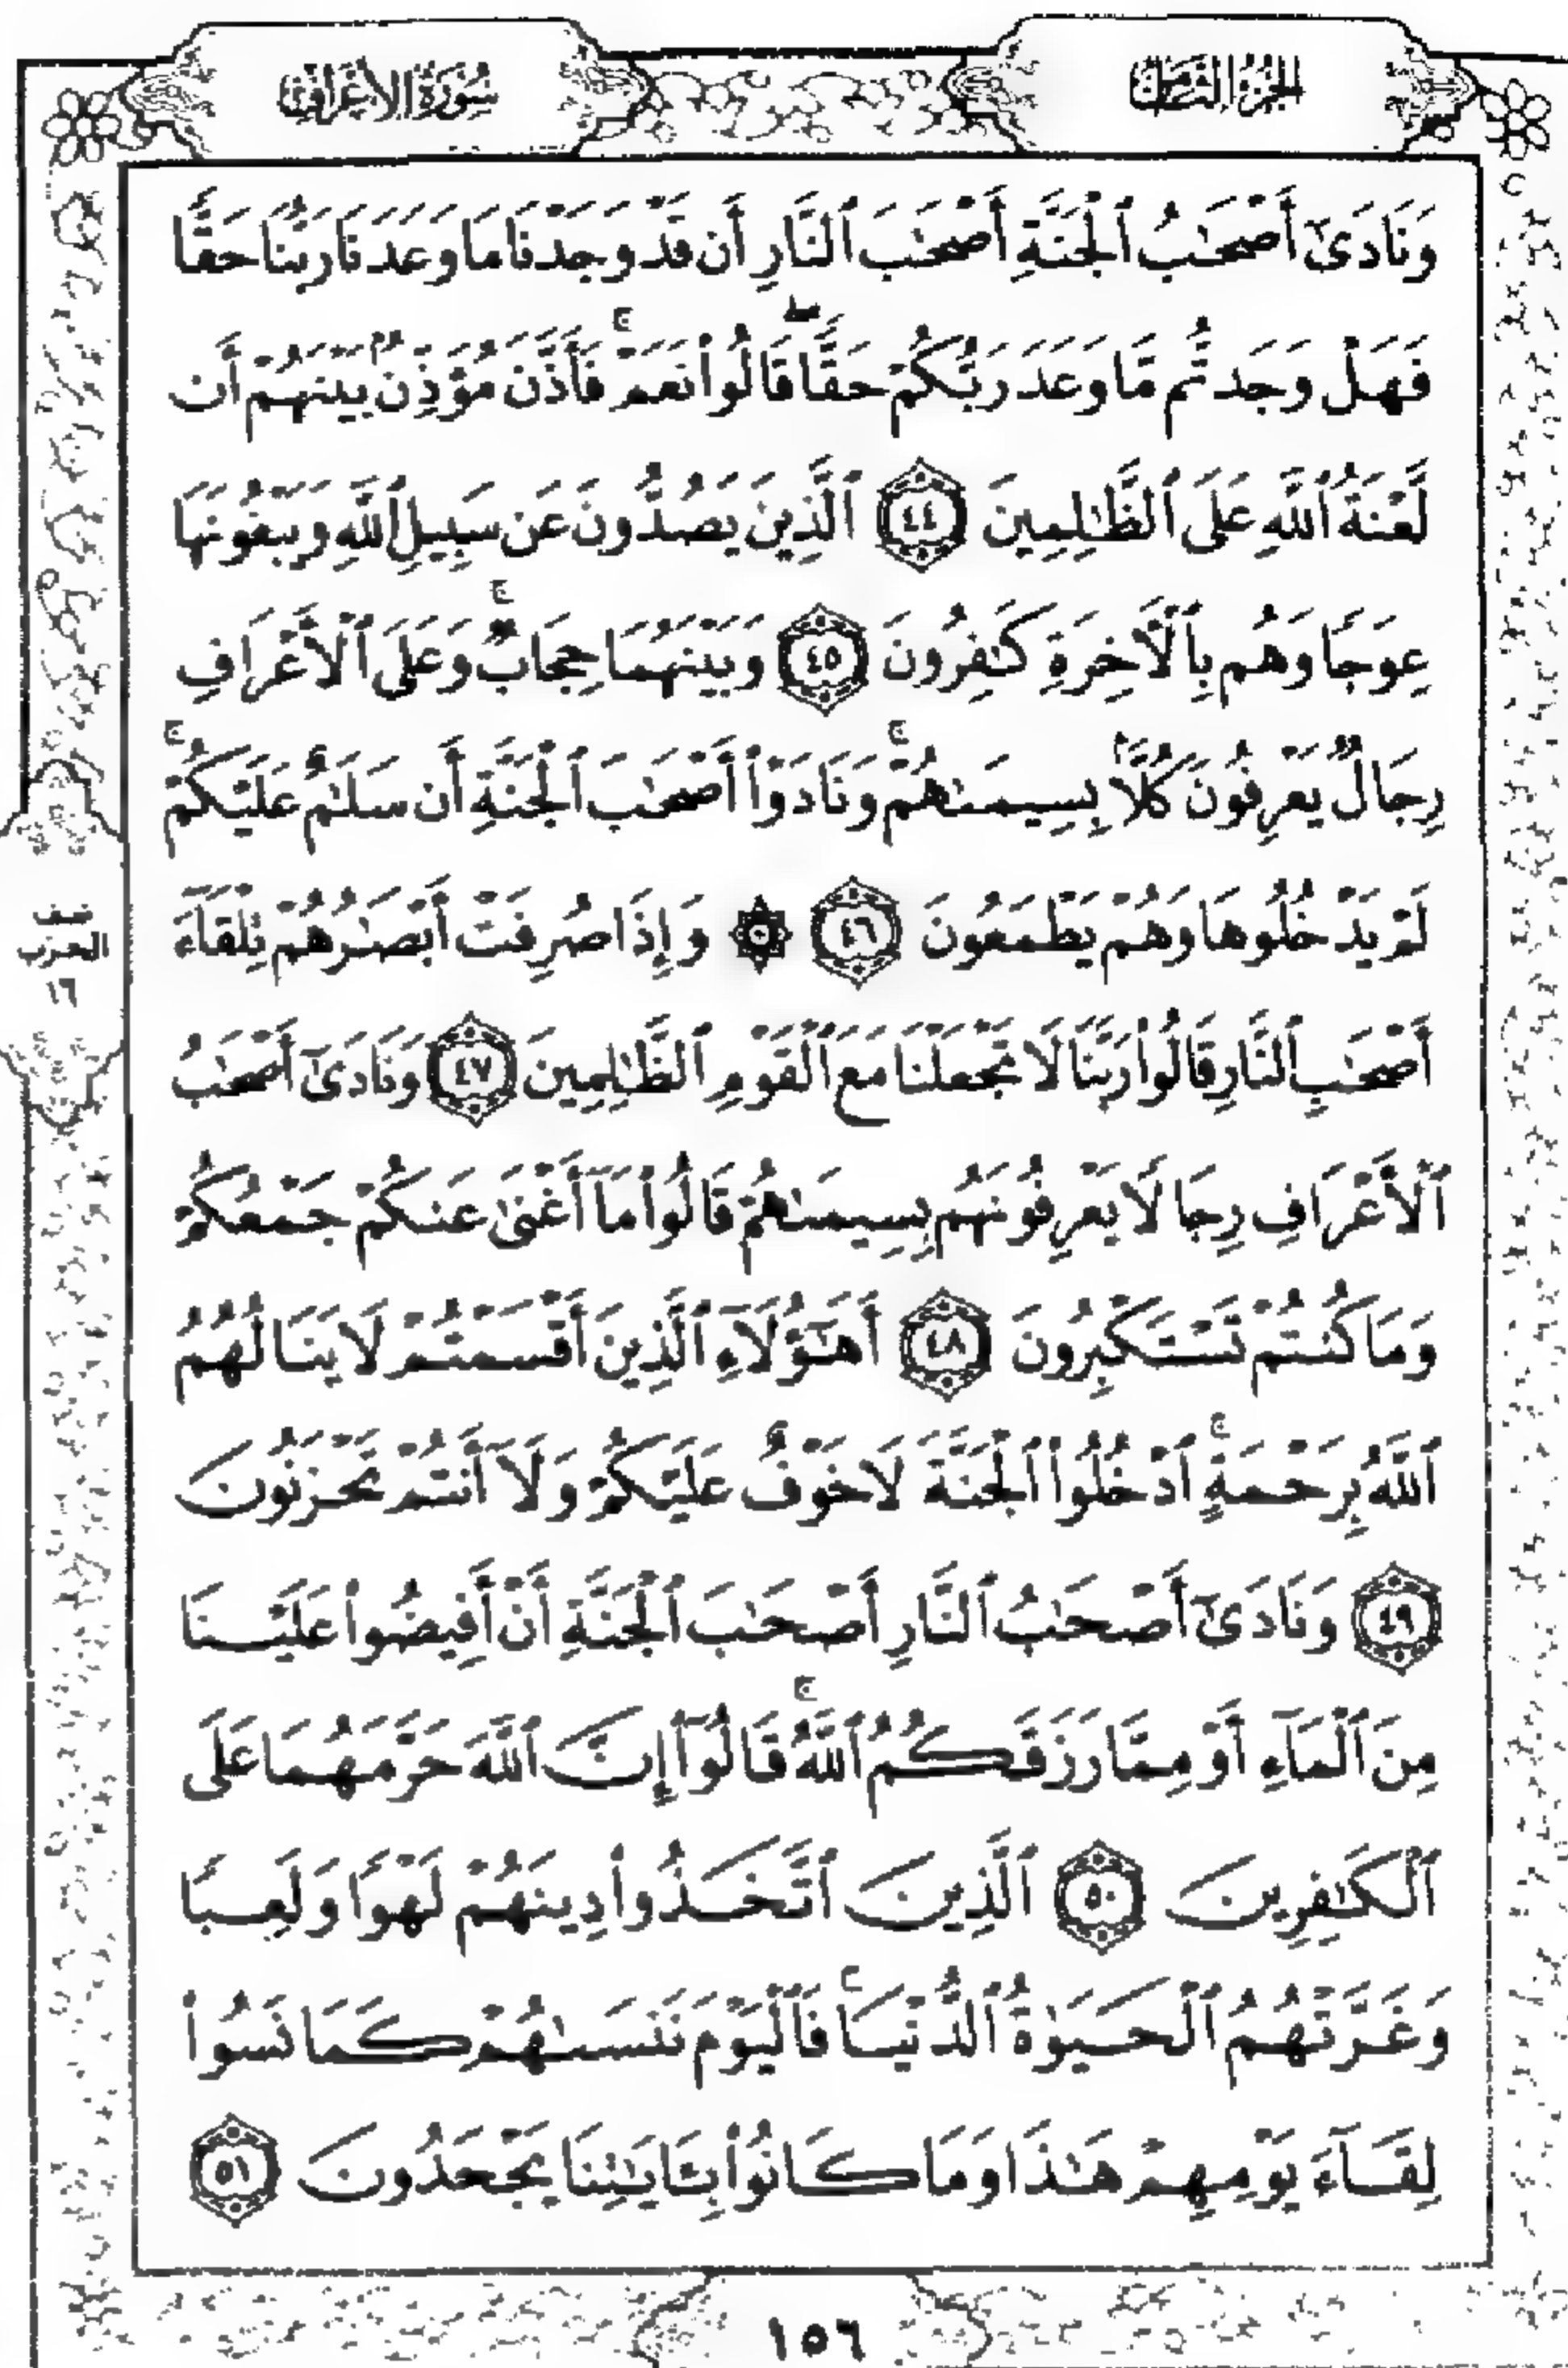 الجزء الثامن
سورة الأعراف
وَنَادَىٰٓ أَصْحَٰبُ ٱلْجَنَّةِ أَصْحَٰبَ ٱلنَّارِ أَن قَدْ وَجَدْنَا مَا وَعَدَنَا رَبُّنَا حَقًّا
فَهَلْ وَجَدتُّم مَّا وَعَدَ رَبُّكُمْ حَقًّا ۖ قَالُوا۟ نَعَمْ ۚ فَأَذَّنَ مُؤَذِّنٌۢ بَيْنَهُمْ أَن
لَّعْنَةُ ٱللَّهِ عَلَى ٱلظَّٰلِمِينَ ٤٤ ٱلَّذِينَ يَصُدُّونَ عَن سَبِيلِ ٱللَّهِ وَيَبْغُونَهَا
عِوَجًا وَهُم بِٱلْءَاخِرَةِ كَٰفِرُونَ ٤٥ وَبَيْنَهُمَا حِجَابٌ ۚ وَعَلَى ٱلْأَعْرَافِ
رِجَالٌ يَعْرِفُونَ كُلًّۢا بِسِيمَىٰهُمْ ۚ وَنَادَوْا۟ أَصْحَٰبَ ٱلْجَنَّةِ أَن سَلَٰمٌ عَلَيْكُمْ ۚ
لَمْ يَدْخُلُوهَا وَهُمْ يَطْمَعُونَ ٤٦ ۞ وَإِذَا صُرِفَتْ أَبْصَٰرُهُمْ تِلْقَآءَ
أَصْحَٰبِ ٱلنَّارِ قَالُوا۟ رَبَّنَا لَا تَجْعَلْنَا مَعَ ٱلْقَوْمِ ٱلظَّٰلِمِينَ ٤٧ وَنَادَىٰٓ أَصْحَٰبُ
ٱلْأَعْرَافِ رِجَالًا يَعْرِفُونَهُم بِسِيمَىٰهُمْ قَالُوا۟ مَآ أَغْنَىٰ عَنكُمْ جَمْعُكُمْ
وَمَا كُنتُمْ تَسْتَكْبِرُونَ ٤٨ أَهَٰٓؤُلَآءِ ٱلَّذِينَ أَقْسَمْتُمْ لَا يَنَالُهُمُ
ٱللَّهُ بِرَحْمَةٍ ۚ ٱدْخُلُوا۟ ٱلْجَنَّةَ لَا خَوْفٌ عَلَيْكُمْ وَلَآ أَنتُمْ تَحْزَنُونَ
٤٩ وَنَادَىٰٓ أَصْحَٰبُ ٱلنَّارِ أَصْحَٰبَ ٱلْجَنَّةِ أَنْ أَفِيضُوا۟ عَلَيْنَا
مِنَ ٱلْمَآءِ أَوْ مِمَّا رَزَقَكُمُ ٱللَّهُ ۚ قَالُوٓا۟ إِنَّ ٱللَّهَ حَرَّمَهُمَا عَلَى
ٱلْكَٰفِرِينَ ٥٠ ٱلَّذِينَ ٱتَّخَذُوا۟ دِينَهُمْ لَهْوًا وَلَعِبًا
وَغَرَّتْهُمُ ٱلْحَيَوٰةُ ٱلدُّنْيَا ۚ فَٱلْيَوْمَ نَنسَىٰهُمْ كَمَا نَسُوا۟
لِقَآءَ يَوْمِهِمْ هَٰذَا وَمَا كَانُوا۟ بِـَٔايَٰتِنَا يَجْحَدُونَ ٥١
نصف
الحزب
١٦
١٥٦